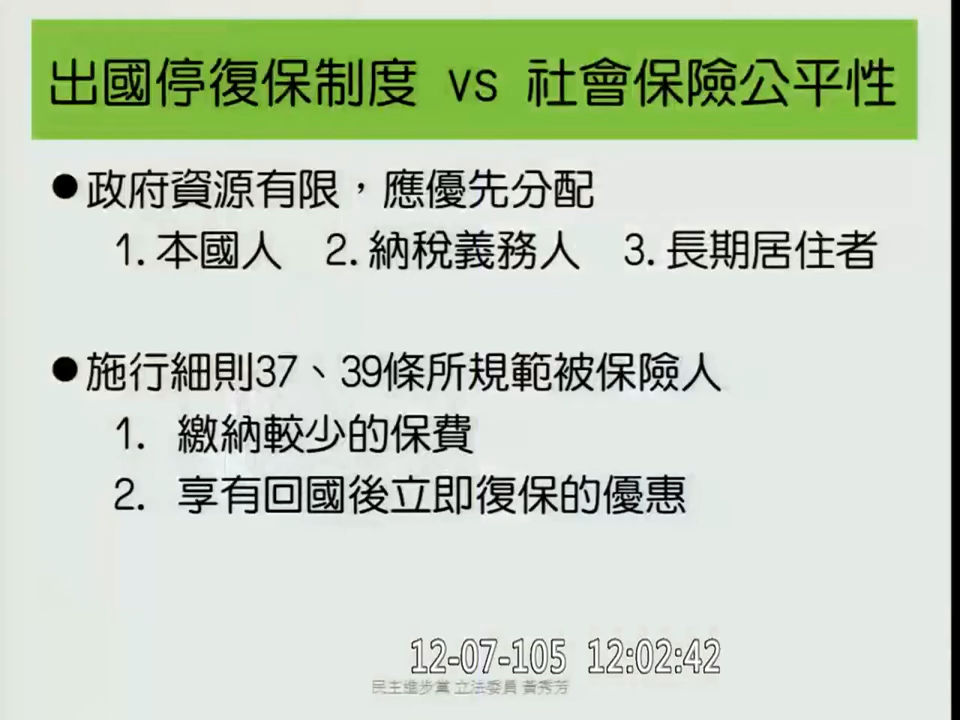 出國停復保制度 vs 社會保險公平性
●政府資源有限，應優先分配
1.本國人 2.納稅義務人 3.長期居住者
●施行細則37、39條所規範被保險人
1. 繳納較少的保費
2. 享有回國後立即復保的優惠
12-07-105 12:02:42
民主進步黨 立法委員 黃秀芳